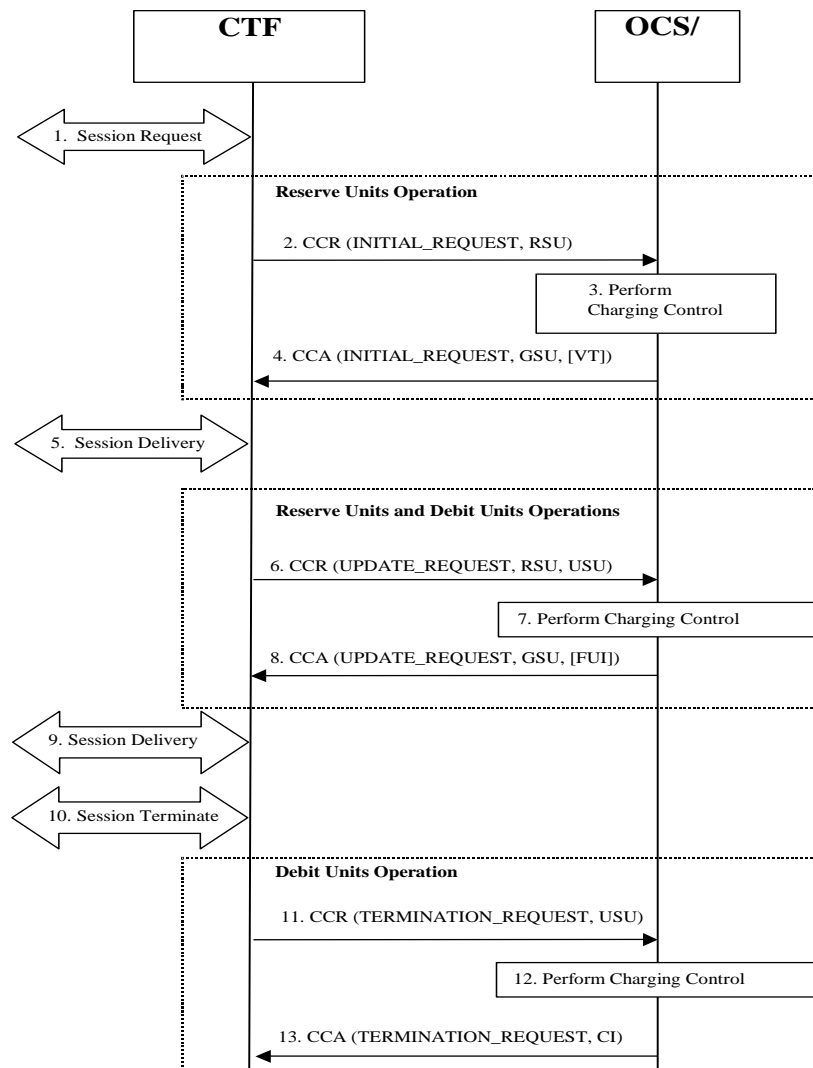 CTF
OCS/
1. Session Request
Reserve Units Operation
2. CCR (INITIAL_REQUEST, RSU)
3. Perform
Charging Control
4. CCA (INITIAL_REQUEST, GSU, [VT])
5. Session Delivery
Reserve Units and Debit Units Operations
6. CCR (UPDATE_REQUEST, RSU, USU)
7. Perform Charging Control
8. CCA (UPDATE_REQUEST, GSU, [FUI])
9. Session Delivery
10. Session Terminate
Debit Units Operation
11. CCR (TERMINATION_REQUEST, USU)
12. Perform Charging Control
13. CCA (TERMINATION_REQUEST, CI)